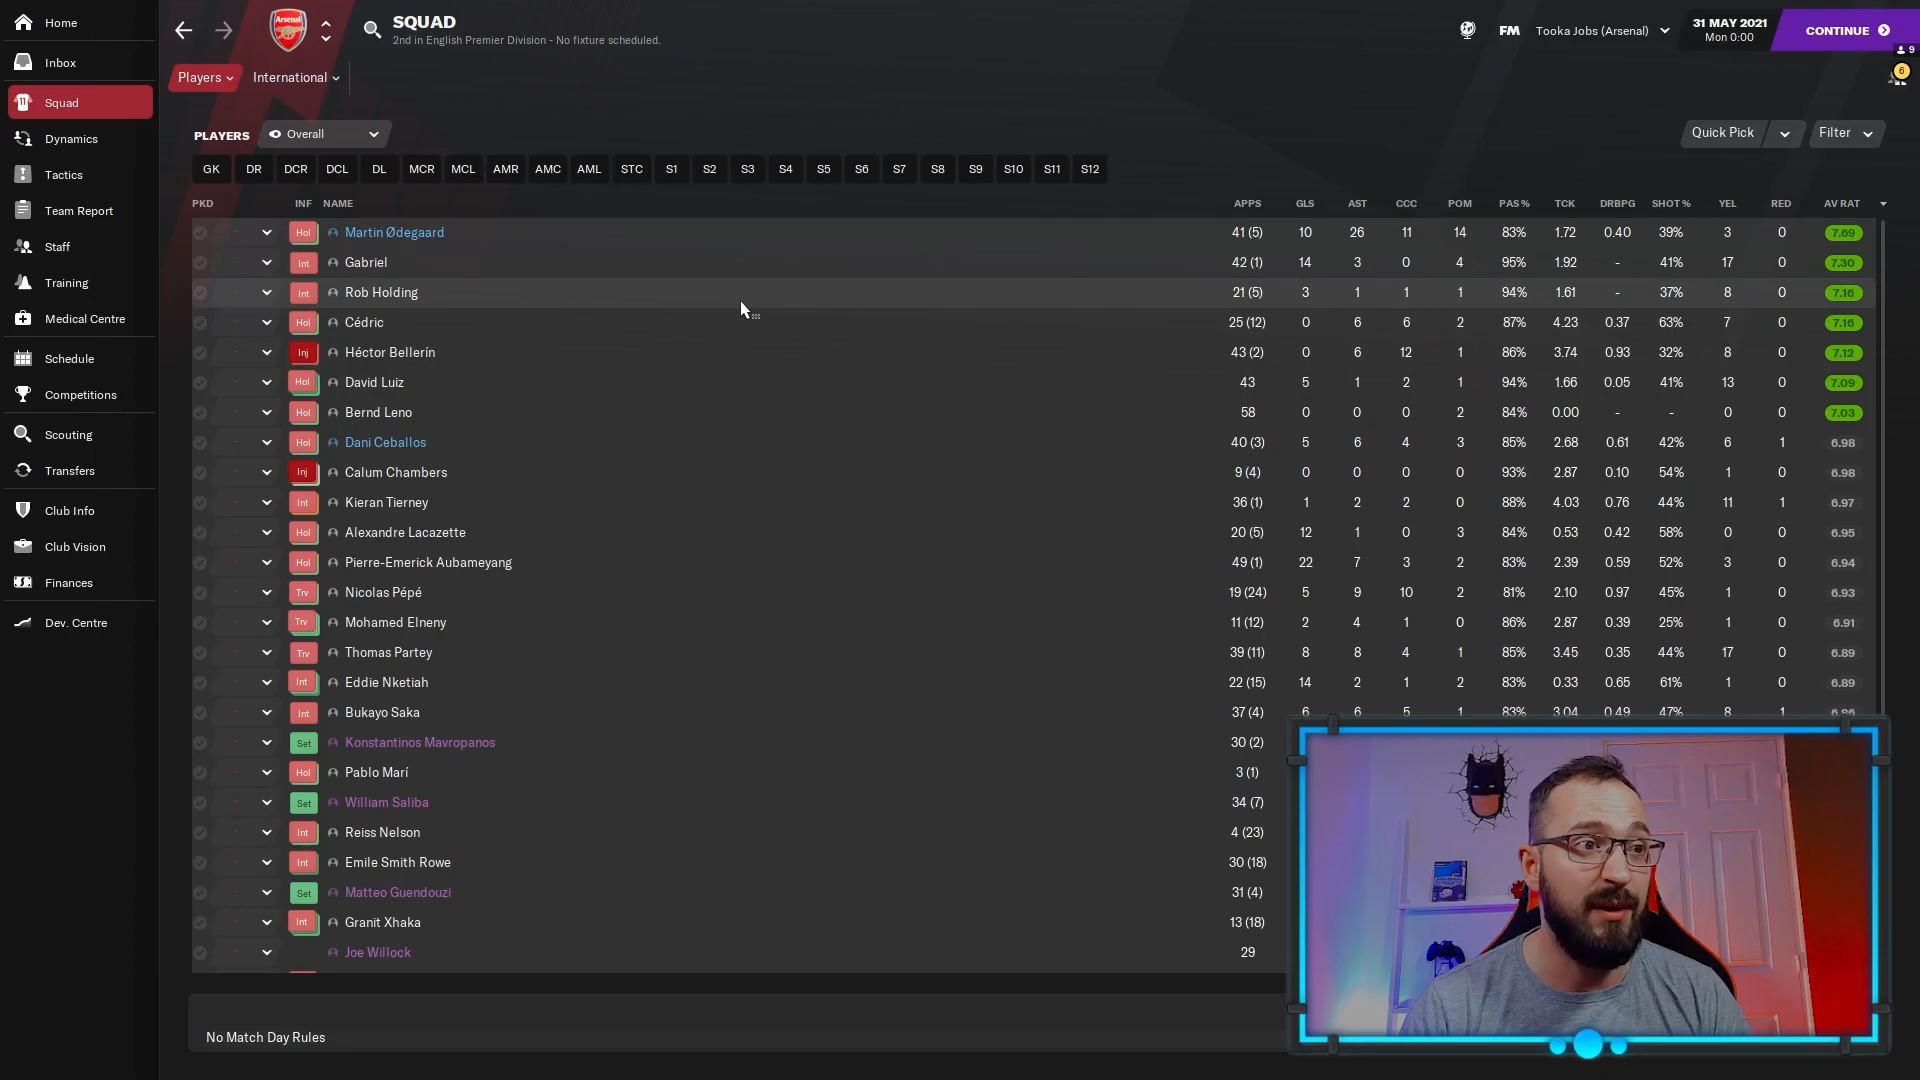 Home
Inbox
Squad
Dynamics
Tactics
Team Report
Staff
Training
Medical Centre
Schedule
Competitions
Scouting
Transfers
Club Info
Club Vision
Finances
Dev. Centre
Arsenal
SQUAD
2nd in English Premier Division - No fixture scheduled.
FM
Tooka Jobs (Arsenal)
31 MAY 2021
Mon 0:00
CONTINUE
9
6
Players
International
PLAYERS
Overall
Quick Pick
Filter
GK DR DCR DCL DL MCR MCL AMR AMC AML STC S1 S2 S3 S4 S5 S6 S7 S8 S9 S10 S11 S12
PKD INF NAME APPS GLS AST CCC POM PAS % TCK DRBPG SHOT % YEL RED AV RAT
Hol Martin Ødegaard 41 (5) 10 26 11 14 83% 1.72 0.40 39% 3 0 7.69
Int Gabriel 42 (1) 14 3 0 4 95% 1.92 - 41% 17 0 7.30
Int Rob Holding 21 (5) 3 1 1 1 94% 1.61 - 37% 8 0 7.16
Hol Cédric 25 (12) 0 6 6 2 87% 4.23 0.37 63% 7 0 7.16
Inj Héctor Bellerín 43 (2) 0 6 12 1 86% 3.74 0.93 32% 8 0 7.12
Hol David Luiz 43 5 1 2 1 94% 1.66 0.05 41% 13 0 7.09
Hol Bernd Leno 58 0 0 0 2 84% 0.00 - - 0 0 7.03
Hol Dani Ceballos 40 (3) 5 6 4 3 85% 2.68 0.61 42% 6 1 6.98
Inj Calum Chambers 9 (4) 0 0 0 0 93% 2.87 0.10 54% 1 0 6.98
Int Kieran Tierney 36 (1) 1 2 2 0 88% 4.03 0.76 44% 11 1 6.97
Hol Alexandre Lacazette 20 (5) 12 1 0 3 84% 0.53 0.42 58% 0 0 6.95
Hol Pierre-Emerick Aubameyang 49 (1) 22 7 3 2 83% 2.39 0.59 52% 3 0 6.94
Trv Nicolas Pépé 19 (24) 5 9 10 2 81% 2.10 0.97 45% 1 0 6.93
Trv Mohamed Elneny 11 (12) 2 4 1 0 86% 2.87 0.39 25% 1 0 6.91
Trv Thomas Partey 39 (11) 8 8 4 1 85% 3.45 0.35 44% 17 0 6.89
Int Eddie Nketiah 22 (15) 14 2 1 2 83% 0.33 0.65 61% 1 0 6.89
Int Bukayo Saka 37 (4) 6 6 5 1 83% 3.04 0.49 47% 8 1 6.86
Set Konstantinos Mavropanos 30 (2)
Hol Pablo Marí 3 (1)
Set William Saliba 34 (7)
Int Reiss Nelson 4 (23)
Int Emile Smith Rowe 30 (18)
Set Matteo Guendouzi 31 (4)
Int Granit Xhaka 13 (18)
Joe Willock 29
No Match Day Rules